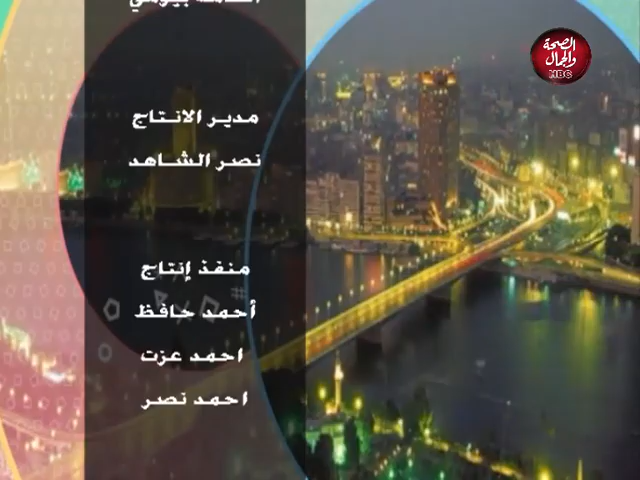 الصحة
والجمال
HBC
مدير الانتاج
نصر الشاهد
منفذ إنتاج
أحمد حافظ
احمد عزت
احمد نصر